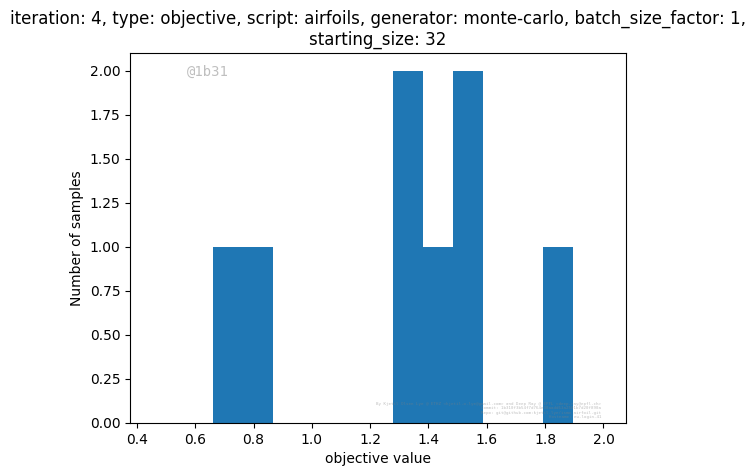 iteration: 4, type: objective, script: airfoils, generator: monte-carlo, batch_size_factor: 1,
starting_size: 32
@1b31
2.00
1.75
1.50
1.25
1.00
0.75
0.50
0.25
0.00
Number of samples
0.4 0.6 0.8 1.0 1.2 1.4 1.6 1.8 2.0
objective value